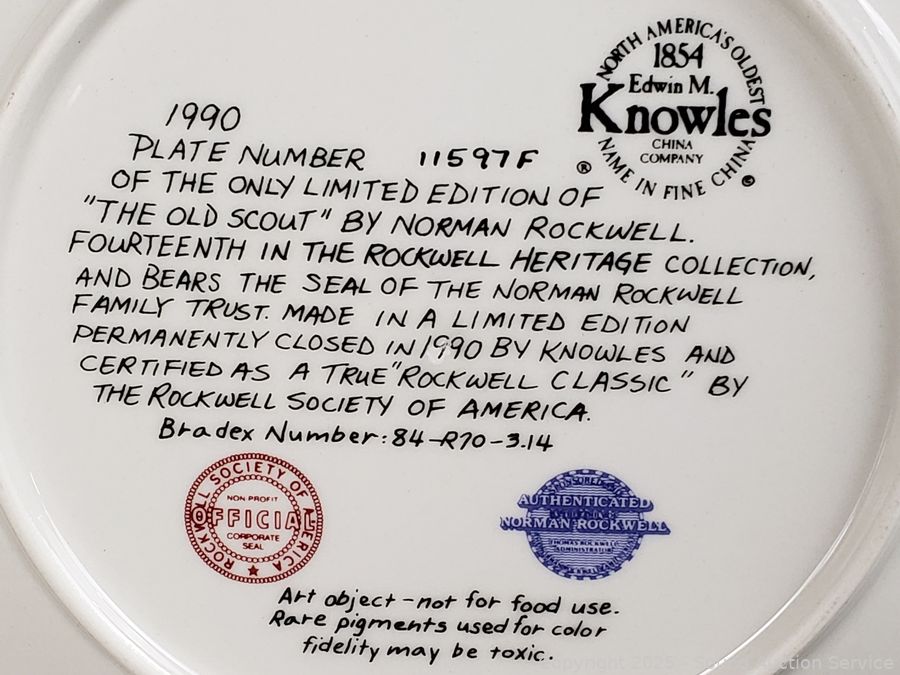 NORTH AMERICA'S OLDEST
1854
Edwin M.
Knowles
CHINA
COMPANY
NAME IN FINE CHINA
®
1990
PLATE NUMBER 11597F
OF THE ONLY LIMITED EDITION OF
"THE OLD SCOUT" BY NORMAN ROCKWELL.
FOURTEENTH IN THE ROCKWELL HERITAGE COLLECTION,
AND BEARS THE SEAL OF THE NORMAN ROCKWELL
FAMILY TRUST. MADE IN A LIMITED EDITION
PERMANENTLY CLOSED IN 1990 BY KNOWLES AND
CERTIFIED AS A TRUE "ROCKWELL CLASSIC" BY
THE ROCKWELL SOCIETY OF AMERICA.
Bradex Number: 84-R70-3.14
ROCKWELL SOCIETY OF AMERICA
NON PROFIT
OFFICIAL
CORPORATE
SEAL
AUTHENTICATED
NORMAN ROCKWELL
THOMAS ROCKWELL
ADMINISTRATOR
Art object-not for food use.
Rare pigments used for color
fidelity may be toxic.
Copyright 2025 - Auction Service